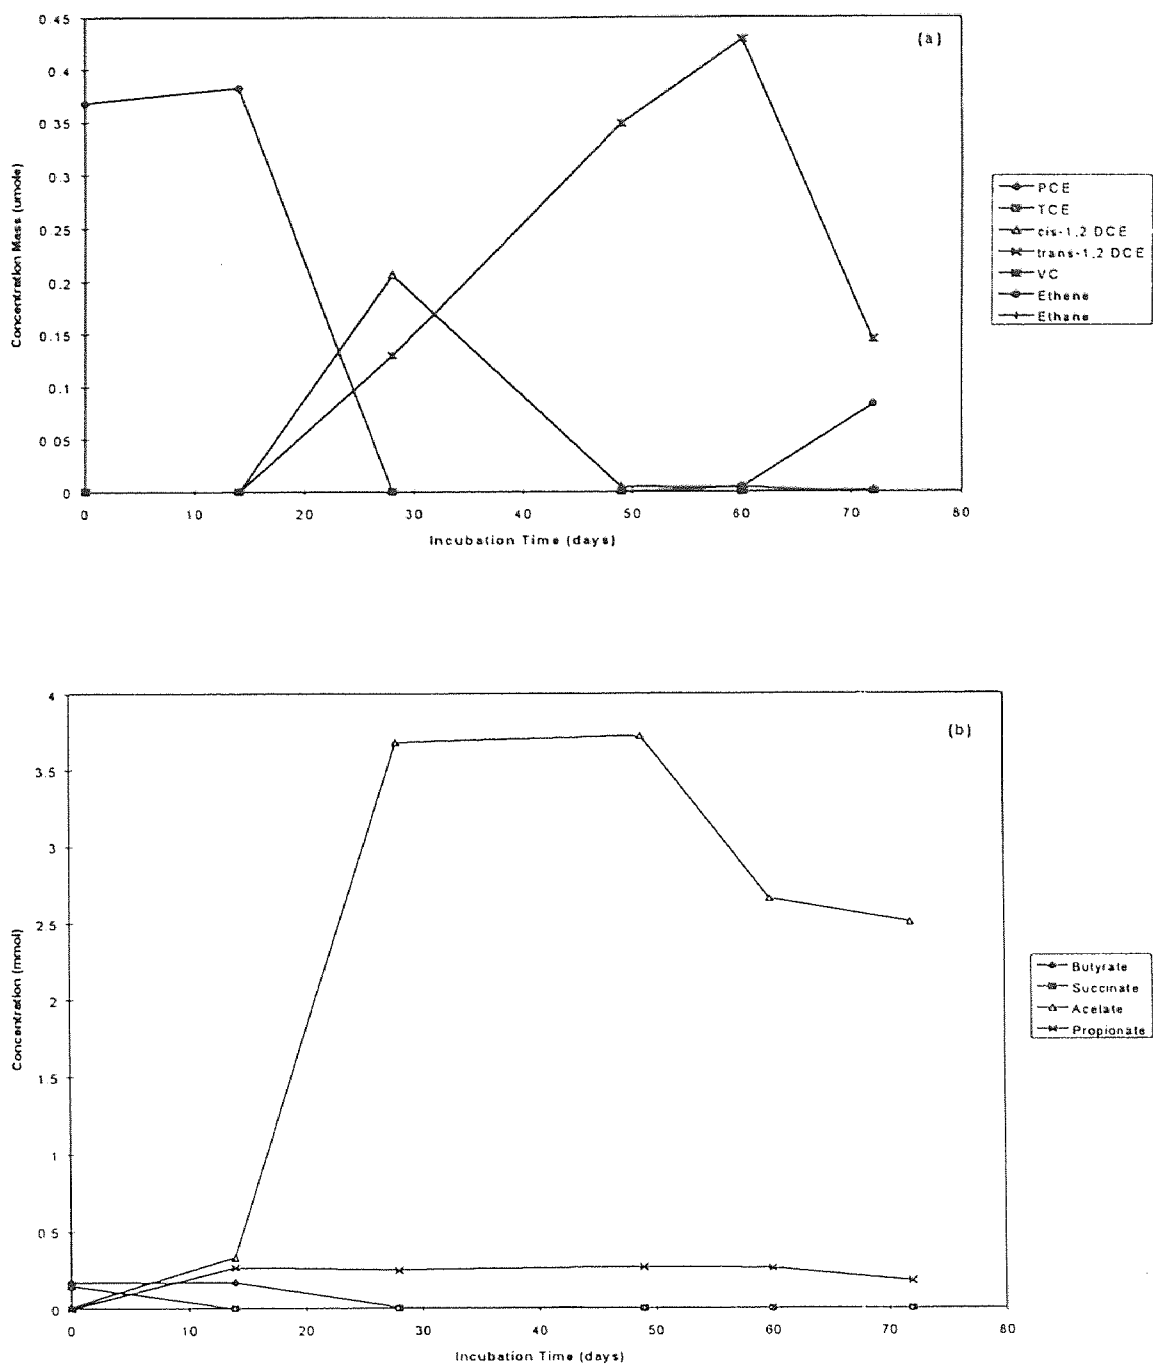 0.45
(a)
0.4
0.35
0.3
0.25
0.2
0.15
0.1
0.05
0
Concentration Mass (umole)
0 10 20 30 40 50 60 70 80
Incubation Time (days)
PCE
TCE
cis-1,2 DCE
trans-1,2 DCE
VC
Ethene
Ethane
4
(b)
3.5
3
2.5
2
1.5
1
0.5
0
Concentration (mmol)
0 10 20 30 40 50 60 70 80
Incubation Time (days)
Butyrate
Succinate
Acelate
Propionate